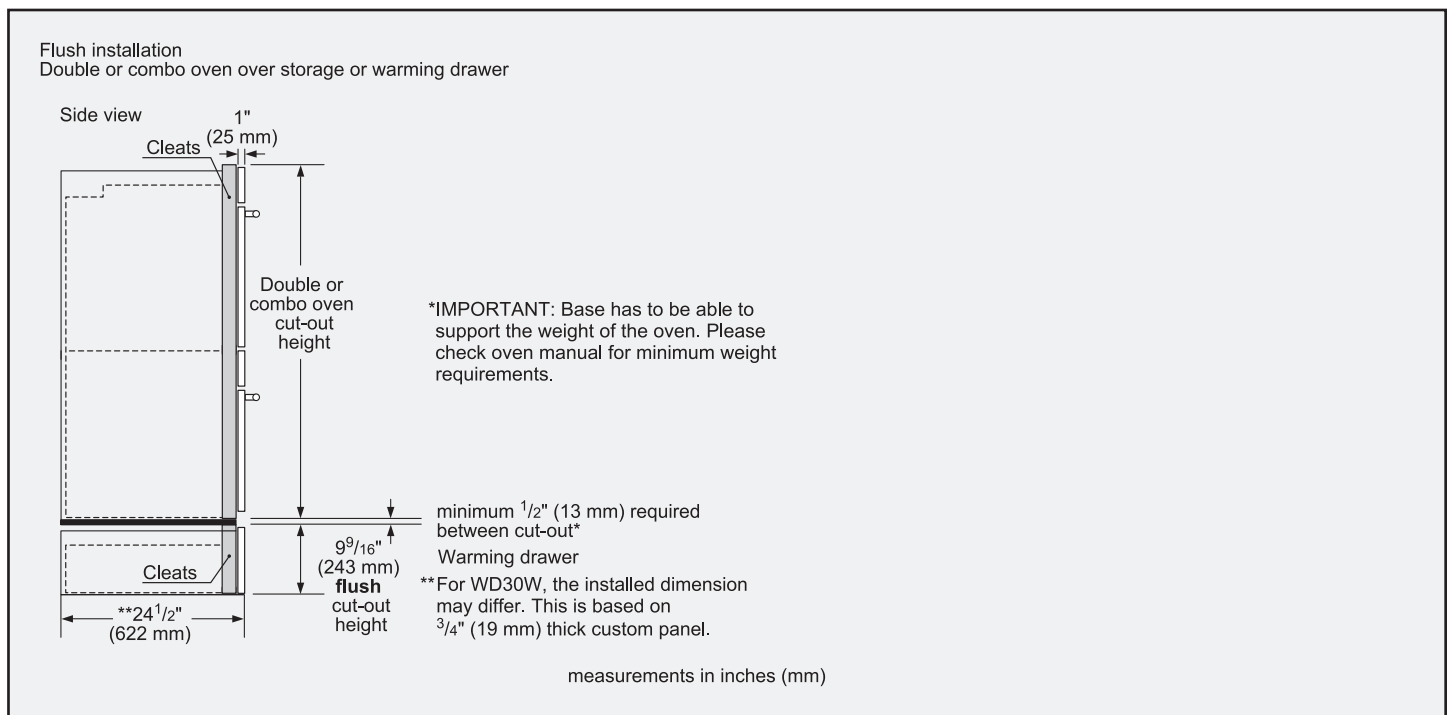 Flush installation
Double or combo oven over storage or warming drawer
Side view
1"
(25 mm)
Cleats
Double or
combo oven
cut-out
height
*IMPORTANT: Base has to be able to
support the weight of the oven. Please
check oven manual for minimum weight
requirements.
minimum 1/2" (13 mm) required
between cut-out*
9 9/16"
(243 mm)
flush
cut-out
height
Warming drawer
Cleats
**For WD30W, the installed dimension
may differ. This is based on
3/4" (19 mm) thick custom panel.
**24 1/2"
(622 mm)
measurements in inches (mm)